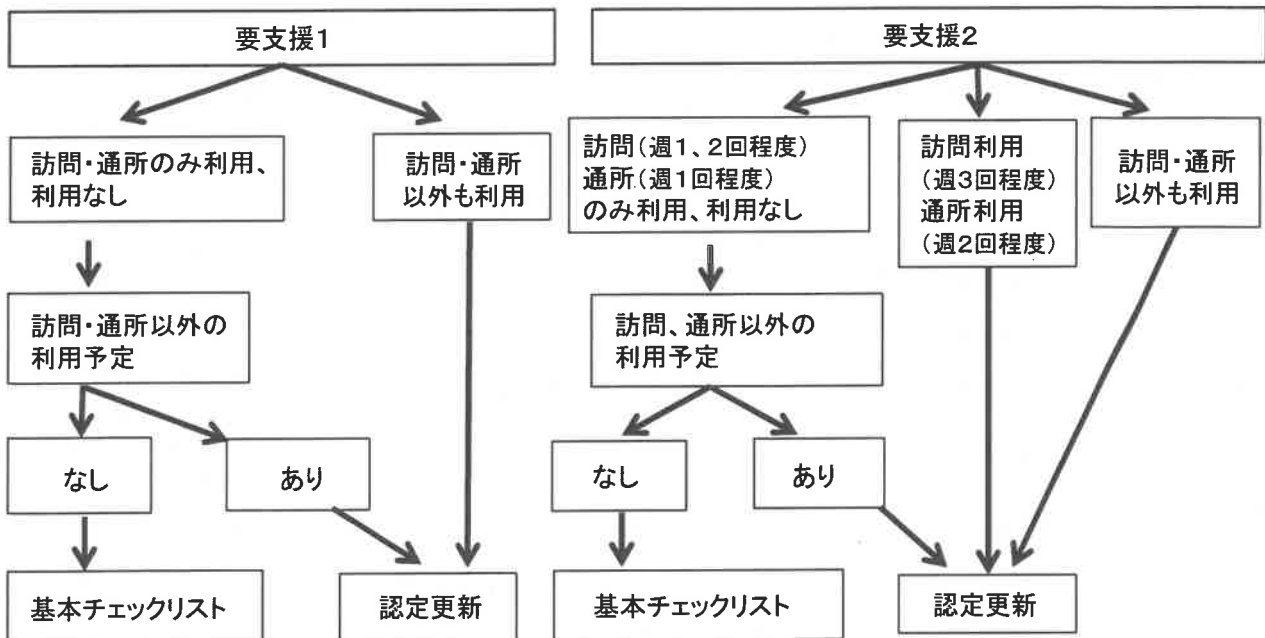 要支援1
訪問・通所のみ利用、
利用なし
訪問・通所
以外も利用
訪問・通所以外の
利用予定
なし
あり
基本チェックリスト
認定更新
要支援2
訪問(週1、2回程度)
通所(週1回程度)
のみ利用、利用なし
訪問利用
(週3回程度)
通所利用
(週2回程度)
訪問・通所
以外も利用
訪問、通所以外の
利用予定
なし
あり
基本チェックリスト
認定更新